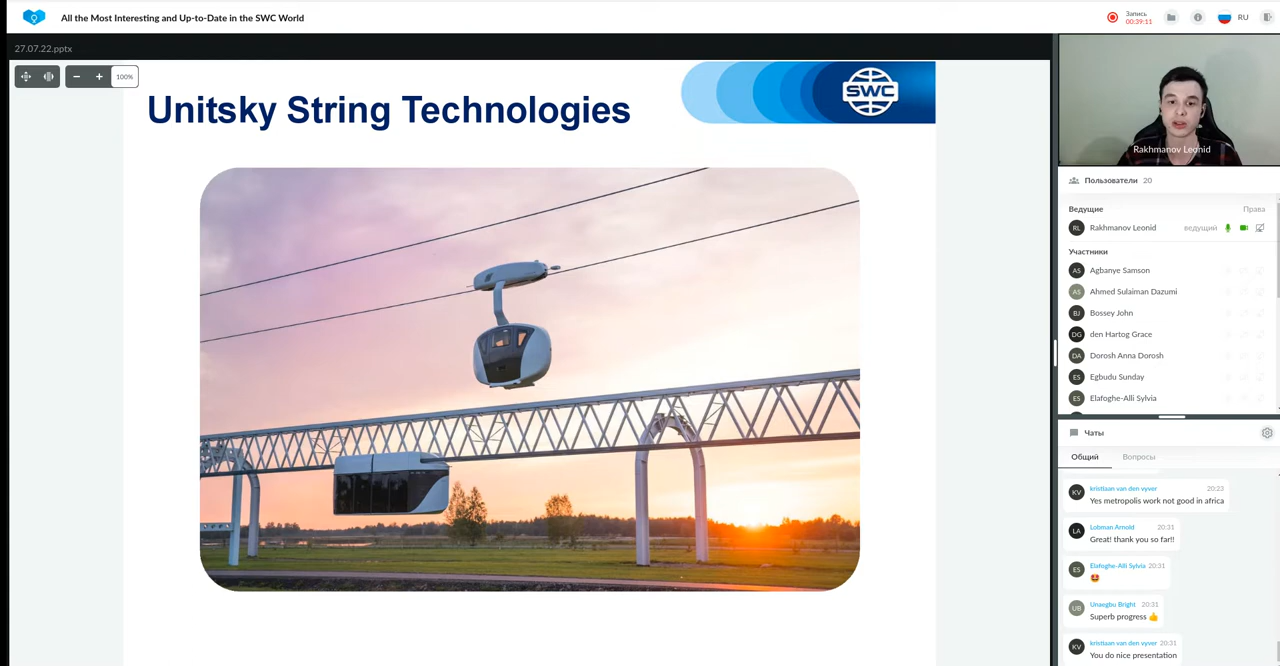 All the Most Interesting and Up-to-Date in the SWC World
Запись
00:39:11
RU
27.07.22.pptx
100%
Unitsky String Technologies
SWC
Rakhmanov Leonid
Пользователи 20
Ведущие Права
RL Rakhmanov Leonid ведущий
Участники
AS Agbanye Samson
AS Ahmed Sulaiman Dazumi
BJ Bossey John
DG den Hartog Grace
DA Dorosh Anna Dorosh
ES Egbudu Sunday
ES Elafoghe-Alli Sylvia
Чаты
Общий Вопросы
KV kristiaan van den vyver 20:23
Yes metropolis work not good in africa
LA Lobman Arnold 20:31
Great! thank you so far!!
ES Elafoghe-Alli Sylvia 20:31
🤩
UB Unaegbu Bright 20:31
Superb progress 👍
KV kristiaan van den vyver 20:31
You do nice presentation